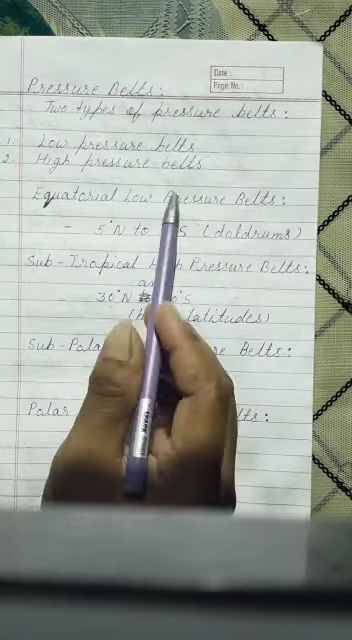 Date :
Page No. :
Pressure Belts:
Two types of pressure belts:
1. Low pressure belts
2. High pressure belts
Equatorial Low Pressure Belts:
- 5°N to S (doldrums)
Sub-Tropical Pressure Belts:
30°N 0°S
latitudes)
Sub-Pola Belts:
Polar